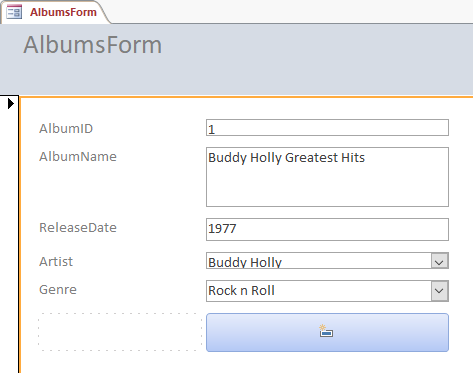 AlbumsForm
AlbumsForm
AlbumID 1
AlbumName Buddy Holly Greatest Hits
ReleaseDate 1977
Artist Buddy Holly
Genre Rock n Roll